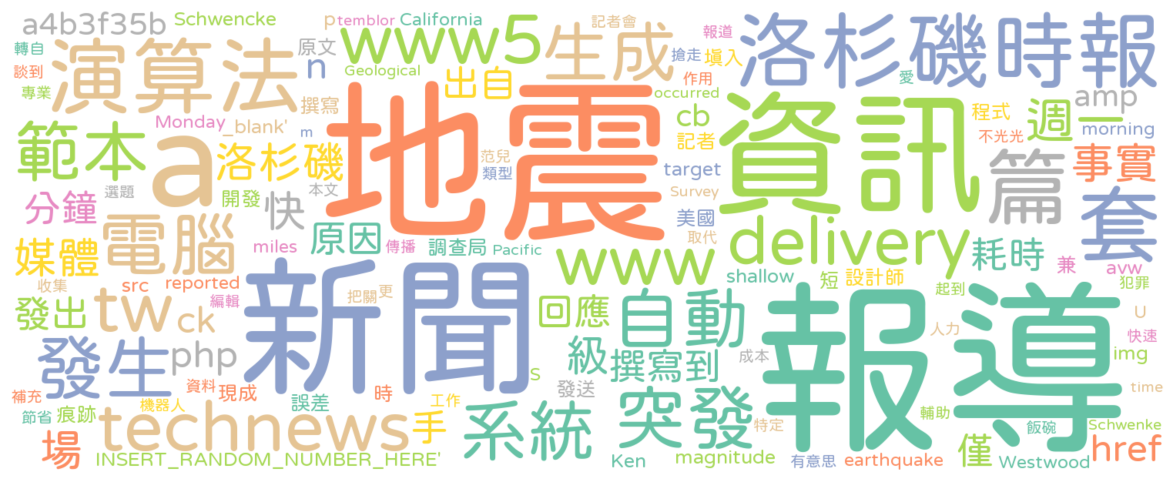 a4b3f35b Schwencke p temblor California 記者會 報道
轉自 原文 www5 生成 搶走 填入 洛杉磯時報
談到 演算法 n Geological 出自 作用 愛
專業 撰寫 occurred cb 程式 amp
Monday _blank' m 記者 不光光 週一 morning
範本 a 洛杉磯 地震 范兒 target 資訊 篇 事實
類型
分鐘 選題 開發 本文 快 Survey 美國 套
電腦 原因 傳播 調查局 Pacific 取代 delivery 耗時
媒體 miles www shallow 短 設計師 兼 avw
收集 src reported 編輯 把關 更 犯罪
發出 tw ck 新聞 回應 自動 報導 起到 U
發生 php 級 撰寫到 成本 人力 快速
img
補充 資料 現成 誤差 時 S 發送 time
節省 痕跡 機器人 工作 系統 突發 特定 輔助 Schwenke
technews 手 飯碗
場 INSERT_RANDOM_NUMBER_HERE' Ken magnitude 有意思 earthquake 僅 Westwood href